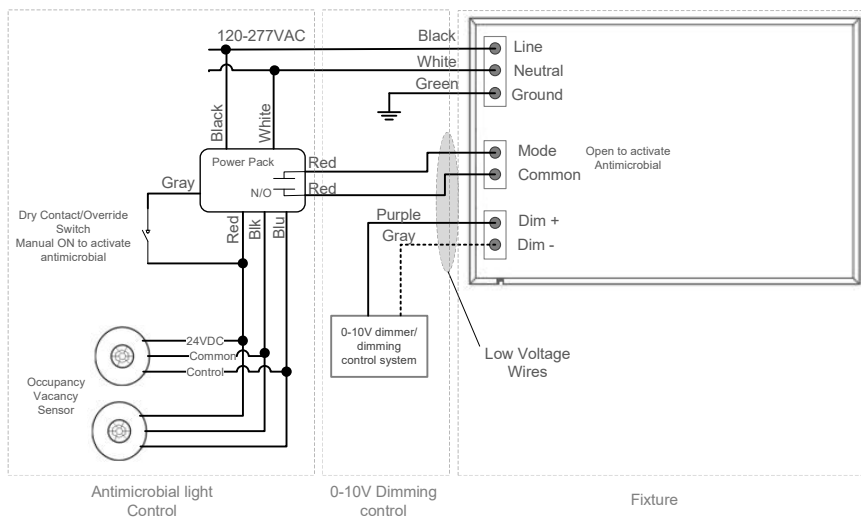 120-277VAC
Black
White
Green
Line
Neutral
Ground
Black
White
Power Pack
N/O
Red
Red
Mode
Common
Open to activate
Antimicrobial
Gray
Dry Contact/Override
Switch
Manual ON to activate
antimicrobial
Red
Blk
Blu
Purple
Gray
Dim +
Dim -
24VDC
Common
Control
Occupancy
Vacancy
Sensor
0-10V dimmer/
dimming
control system
Low Voltage
Wires
Antimicrobial light
Control
0-10V Dimming
control
Fixture